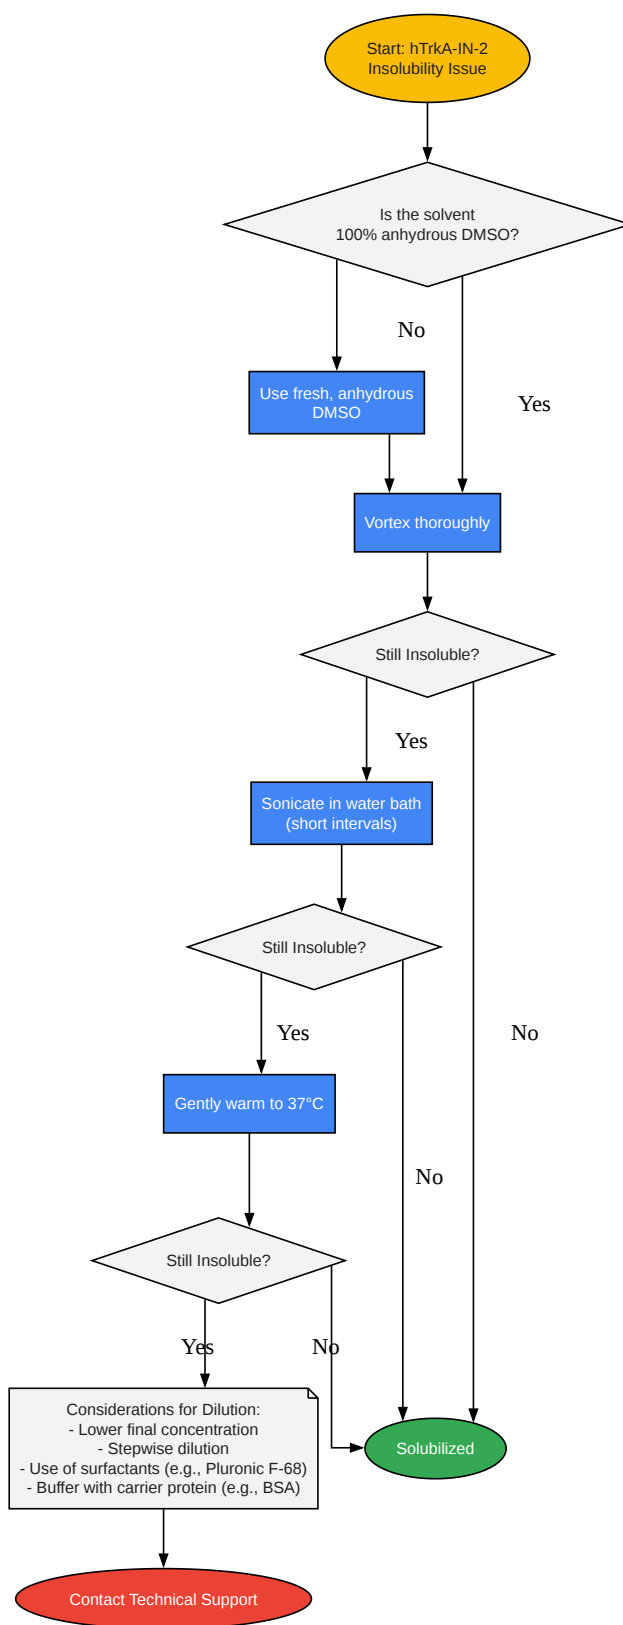 Start: hTrkA-IN-2
Insolubility Issue
Is the solvent
100% anhydrous DMSO?
No
Use fresh, anhydrous
DMSO
Yes
Vortex thoroughly
Still Insoluble?
Yes
Sonicate in water bath
(short intervals)
Still Insoluble?
Yes
No
Gently warm to 37°C
No
Still Insoluble?
Yes
No
Considerations for Dilution:
- Lower final concentration
- Stepwise dilution
- Use of surfactants (e.g., Pluronic F-68)
- Buffer with carrier protein (e.g., BSA)
Solubilized
Contact Technical Support